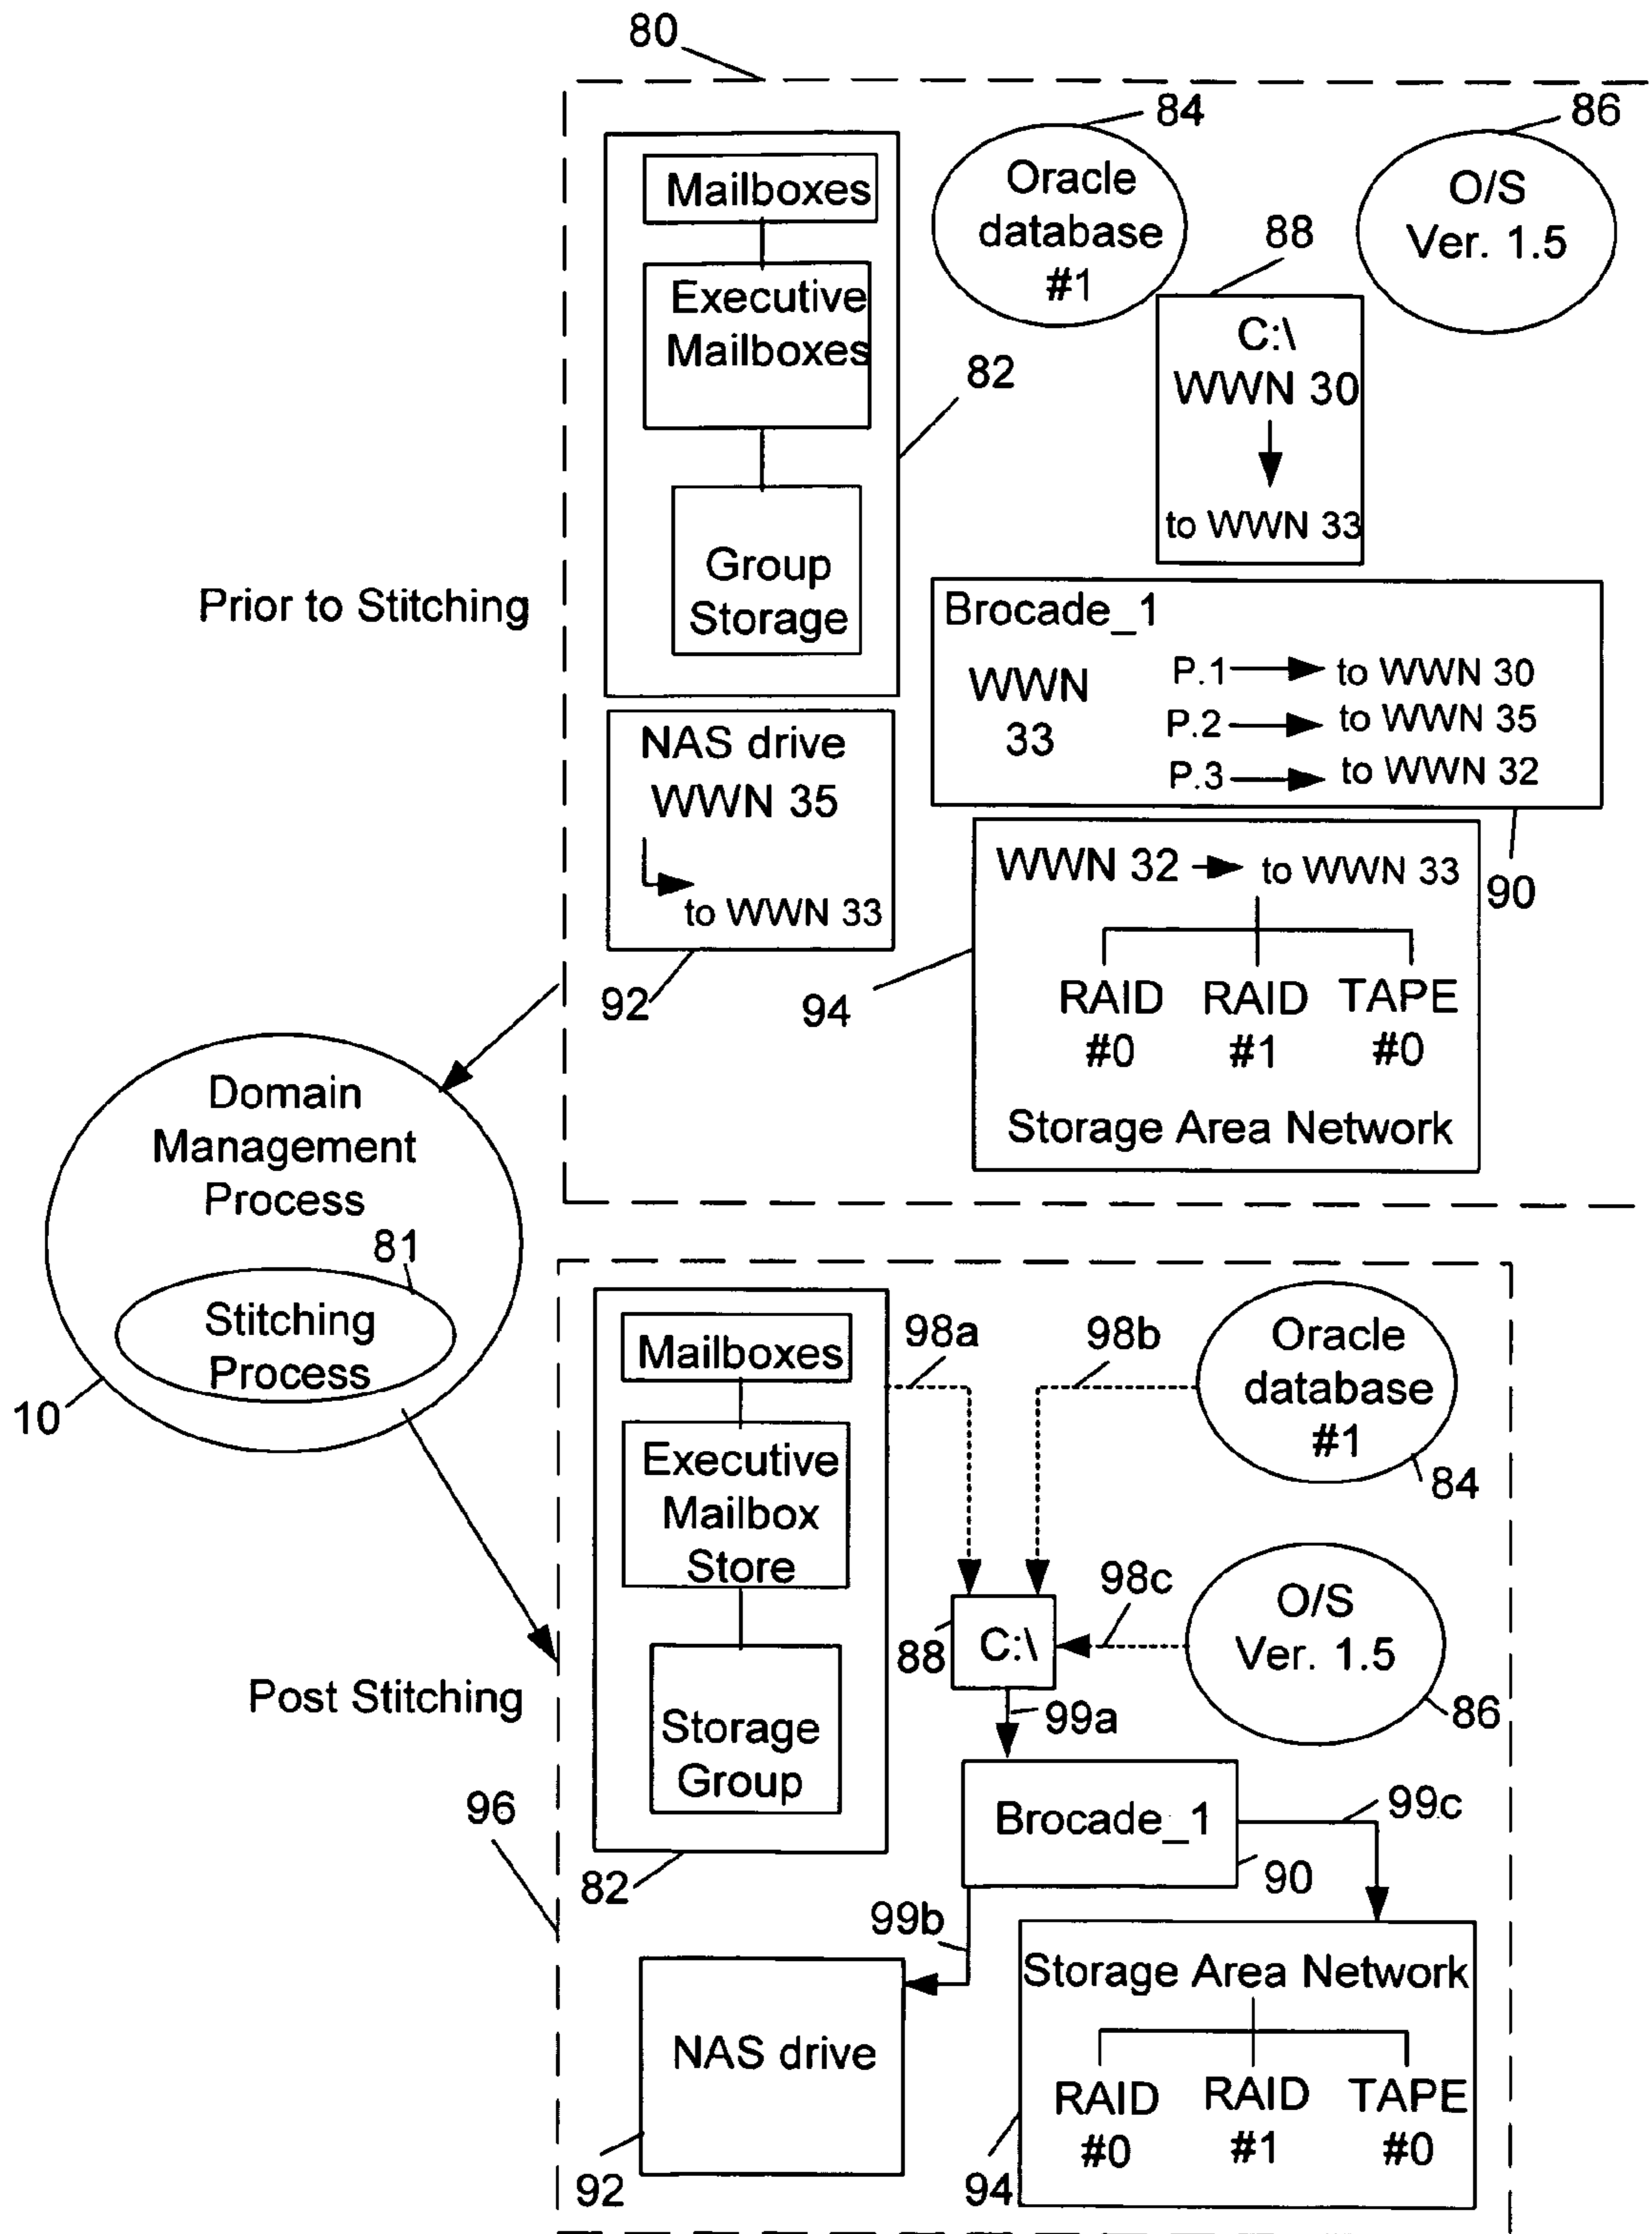 80
84
86
Mailboxes
Executive
Mailboxes
Group
Storage
82
Oracle
database
#1
88
O/S
Ver. 1.5
C:\
WWN 30
to WWN 33
Prior to Stitching
Brocade_1
WWN
33
P.1 to WWN 30
P.2 to WWN 35
P.3 to WWN 32
90
NAS drive
WWN 35
to WWN 33
92
WWN 32 to WWN 33
RAID RAID TAPE
#0 #1 #0
Storage Area Network
94
Domain
Management
Process
81
Stitching
Process
10
Post Stitching
96
Mailboxes
Executive
Mailbox
Store
Storage
Group
82
98a
98b
Oracle
database
#1
84
98c
O/S
Ver. 1.5
86
88
C:\
99a
Brocade_1
90
99c
99b
NAS drive
92
Storage Area Network
RAID RAID TAPE
#0 #1 #0
94